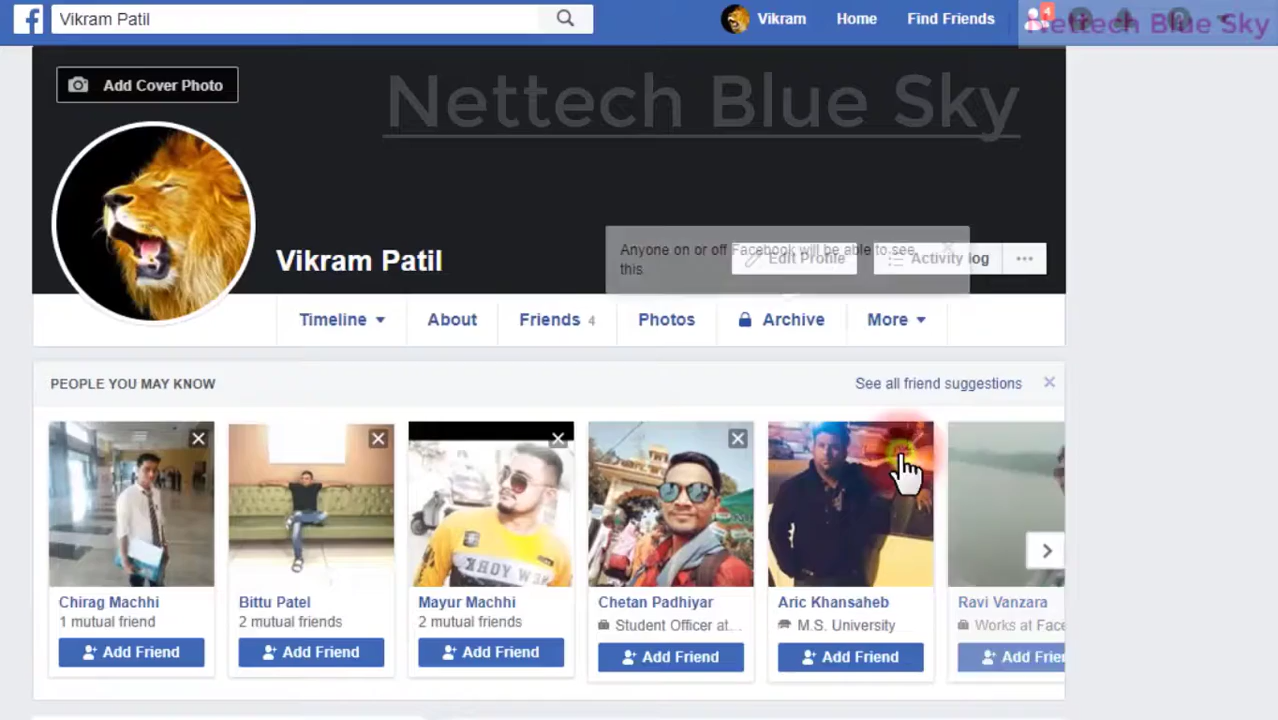 f Vikram Patil
Vikram Home Find Friends 4 Nettech Blue Sky
Add Cover Photo
Nettech Blue Sky
Vikram Patil
Anyone on or off Facebook will be able to see this
Edit Profile Activity log ...
Timeline About Friends 4 Photos Archive More
PEOPLE YOU MAY KNOW See all friend suggestions
Chirag Machhi
1 mutual friend
Add Friend
Bittu Patel
2 mutual friends
Add Friend
Mayur Machhi
2 mutual friends
Add Friend
Chetan Padhiyar
Student Officer at...
Add Friend
Aric Khansaheb
M.S. University
Add Friend
Ravi Vanzara
Works at Face
Add Frie